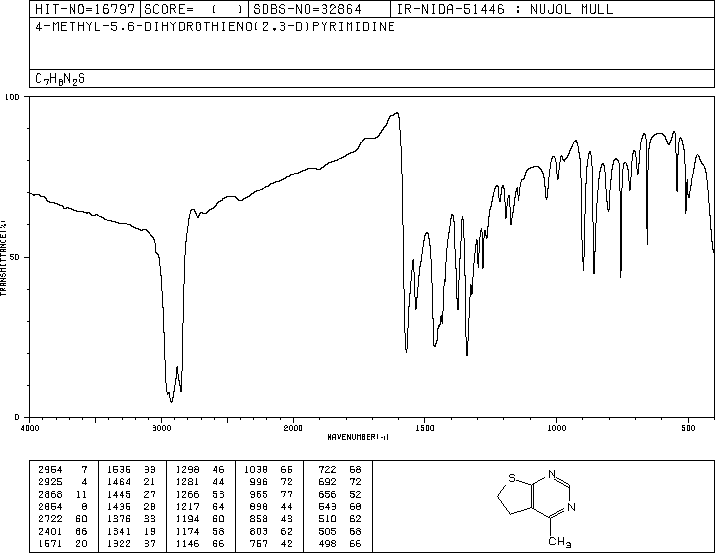 HIT-NO=16797 SCORE= ( ) SDBS-NO=32864 IR-NIDA-51446 : NUJOL MULL
4-METHYL-5,6-DIHYDROTHIENO(2,3-D)PYRIMIDINE
C7H8N2S
100
50
0
TRANSMITTANCE(%)
4000 3000 2000 1500 1000 500
WAVENUMBER(-1)
2964 7 1536 33 1298 46 1038 66 722 68
2925 4 1464 21 1281 44 996 72 692 72
2868 11 1445 27 1266 53 965 77 656 52
2854 8 1436 28 1217 64 898 44 543 68
2722 60 1376 33 1194 60 858 43 510 62
2401 66 1341 19 1174 58 803 62 505 58
1571 20 1322 37 1146 66 757 42 498 66
S N N CH3